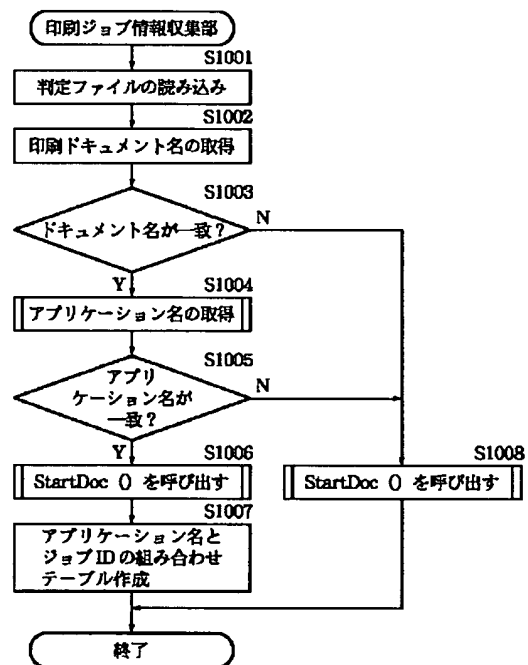 印刷ジョブ情報収集部
S1001
判定ファイルの読み込み
S1002
印刷ドキュメント名の取得
S1003
ドキュメント名が一致？
N
Y
S1004
アプリケーション名の取得
S1005
アプリ
ケーション名が
一致？
N
Y
S1006
StartDoc () を呼び出す
S1008
StartDoc () を呼び出す
S1007
アプリケーション名と
ジョブIDの組み合わせ
テーブル作成
終了